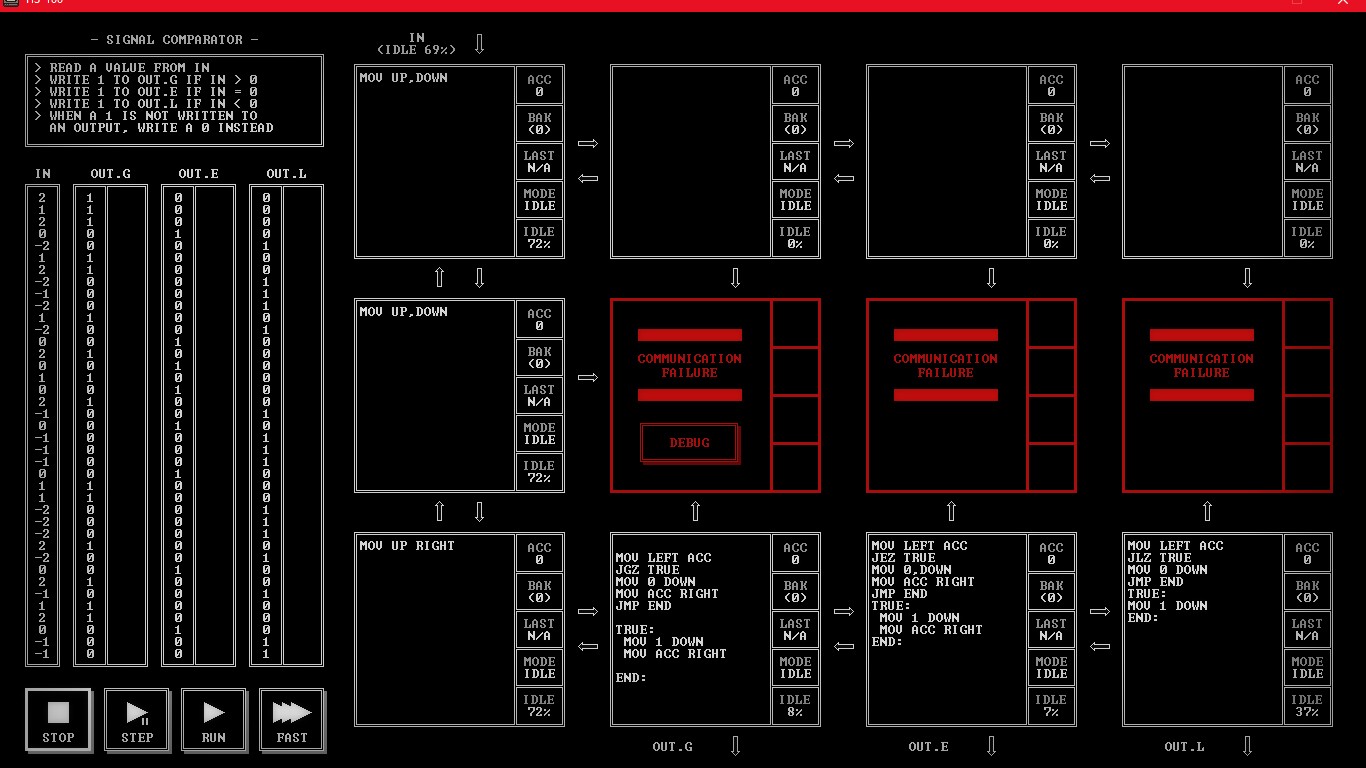 - SIGNAL COMPARATOR -
> READ A VALUE FROM IN
> WRITE 1 TO OUT.G IF IN > 0
> WRITE 1 TO OUT.E IF IN = 0
> WRITE 1 TO OUT.L IF IN < 0
> WHEN A 1 IS NOT WRITTEN TO
AN OUTPUT, WRITE A 0 INSTEAD
IN OUT.G OUT.E OUT.L
2 1 0 0
1 1 0 0
2 1 0 0
0 0 1 0
-2 0 0 1
1 1 0 0
2 1 0 0
-2 0 0 1
-1 0 0 1
-2 0 0 1
1 1 0 0
-2 0 0 1
0 0 1 0
2 1 0 0
0 0 1 0
1 1 0 0
0 0 1 0
2 1 0 0
-1 0 0 1
0 0 1 0
-1 0 0 1
-1 0 0 1
-1 0 0 1
0 0 1 0
1 1 0 0
1 1 0 0
-2 0 0 1
-2 0 0 1
-2 0 0 1
2 1 0 0
-2 0 0 1
0 0 1 0
2 1 0 0
-1 0 0 1
1 1 0 0
2 1 0 0
0 0 1 0
-1 0 0 1
-1 0 0 1
STOP
STEP
RUN
FAST
IN
(IDLE 69%)
MOV UP,DOWN
ACC
0
BAK
(0)
LAST
N/A
MODE
IDLE
IDLE
72%
ACC
0
BAK
(0)
LAST
N/A
MODE
IDLE
IDLE
0%
ACC
0
BAK
(0)
LAST
N/A
MODE
IDLE
IDLE
0%
ACC
0
BAK
(0)
LAST
N/A
MODE
IDLE
IDLE
0%
MOV UP,DOWN
ACC
0
BAK
(0)
LAST
N/A
MODE
IDLE
IDLE
72%
COMMUNICATION
FAILURE
DEBUG
COMMUNICATION
FAILURE
COMMUNICATION
FAILURE
MOV UP RIGHT
ACC
0
BAK
(0)
LAST
N/A
MODE
IDLE
IDLE
72%
MOV LEFT ACC
JGZ TRUE
MOV 0 DOWN
MOV ACC RIGHT
JMP END
TRUE:
MOV 1 DOWN
MOV ACC RIGHT
END:
ACC
0
BAK
(0)
LAST
N/A
MODE
IDLE
IDLE
8%
MOV LEFT ACC
JEZ TRUE
MOV 0,DOWN
MOV ACC RIGHT
JMP END
TRUE:
MOV 1 DOWN
MOV ACC RIGHT
END:
ACC
0
BAK
(0)
LAST
N/A
MODE
IDLE
IDLE
7%
MOV LEFT ACC
JLZ TRUE
MOV 0 DOWN
JMP END
TRUE:
MOV 1 DOWN
END:
ACC
0
BAK
(0)
LAST
N/A
MODE
IDLE
IDLE
37%
OUT.G
OUT.E
OUT.L